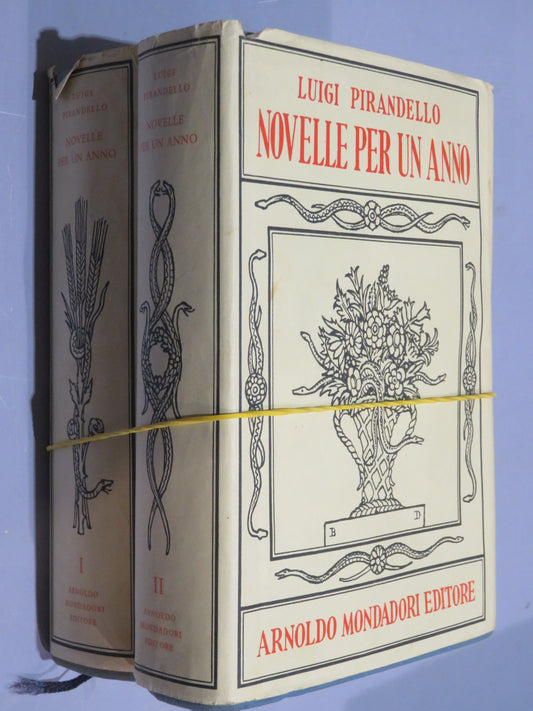 LUIGI
PIRANDELLO
NOVELLE
PER UN ANNO
I
ARNOLDO
MONDADORI
EDITORE
LUIGI
PIRANDELLO
NOVELLE
PER UN ANNO
II
ARNOLDO
MONDADORI
EDITORE
LUIGI PIRANDELLO
NOVELLE PER UN ANNO
B D
ARNOLDO MONDADORI EDITORE